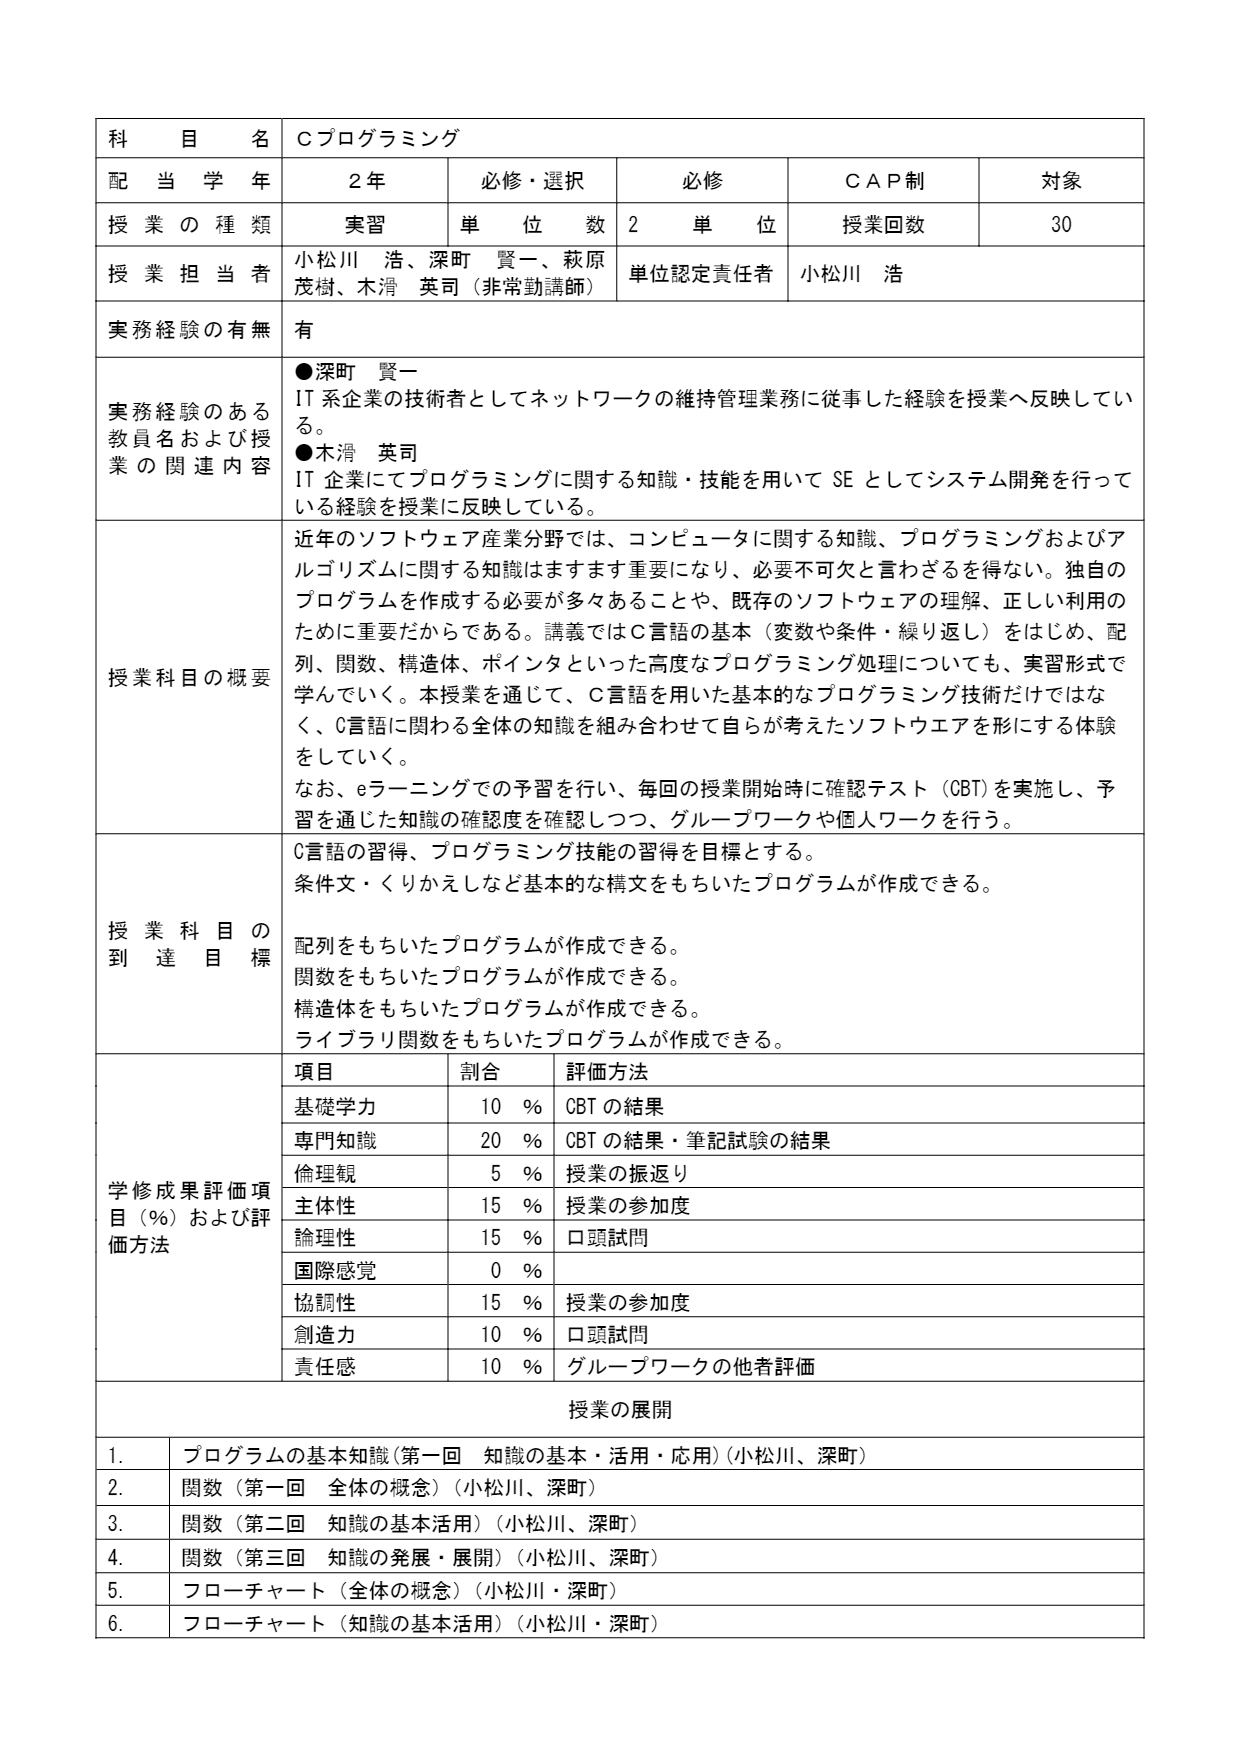 科　目　名 Ｃプログラミング
配当学年 ２年 必修・選択 必修 ＣＡＰ制 対象
授業の種類 実習 単　位　数 2　単　位 授業回数 30
授業担当者 小松川　浩、深町　賢一、萩原 単位認定責任者 小松川　浩
茂樹、木滑　英司（非常勤講師）
実務経験の有無 有
実務経験のある
教員名および授
業の関連内容
●深町　賢一
IT 系企業の技術者としてネットワークの維持管理業務に従事した経験を授業へ反映してい
る。
●木滑　英司
IT 企業にてプログラミングに関する知識・技能を用いて SE としてシステム開発を行って
いる経験を授業に反映している。
授業科目の概要
近年のソフトウェア産業分野では、コンピュータに関する知識、プログラミングおよびア
ルゴリズムに関する知識はますます重要になり、必要不可欠と言わざるを得ない。独自の
プログラムを作成する必要が多々あることや、既存のソフトウェアの理解、正しい利用の
ために重要だからである。講義ではＣ言語の基本（変数や条件・繰り返し）をはじめ、配
列、関数、構造体、ポインタといった高度なプログラミング処理についても、実習形式で
学んでいく。本授業を通じて、Ｃ言語を用いた基本的なプログラミング技術だけではな
く、C言語に関わる全体の知識を組み合わせて自らが考えたソフトウエアを形にする体験
をしていく。
なお、eラーニングでの予習を行い、毎回の授業開始時に確認テスト（CBT)を実施し、予
習を通じた知識の確認度を確認しつつ、グループワークや個人ワークを行う。
授業科目の
到達目標
C言語の習得、プログラミング技能の習得を目標とする。
条件文・くりかえしなど基本的な構文をもちいたプログラムが作成できる。
配列をもちいたプログラムが作成できる。
関数をもちいたプログラムが作成できる。
構造体をもちいたプログラムが作成できる。
ライブラリ関数をもちいたプログラムが作成できる。
学修成果評価項
目（%）および評
価方法
項目 割合 評価方法
基礎学力 10 % CBT の結果
専門知識 20 % CBT の結果・筆記試験の結果
倫理観 5 % 授業の振返り
主体性 15 % 授業の参加度
論理性 15 % 口頭試問
国際感覚 0 %
協調性 15 % 授業の参加度
創造力 10 % 口頭試問
責任感 10 % グループワークの他者評価
授業の展開
1. プログラムの基本知識(第一回　知識の基本・活用・応用)(小松川、深町）
2. 関数（第一回　全体の概念）（小松川、深町）
3. 関数（第二回　知識の基本活用）（小松川、深町）
4. 関数（第三回　知識の発展・展開）（小松川、深町）
5. フローチャート（全体の概念）（小松川・深町）
6. フローチャート（知識の基本活用）（小松川・深町）